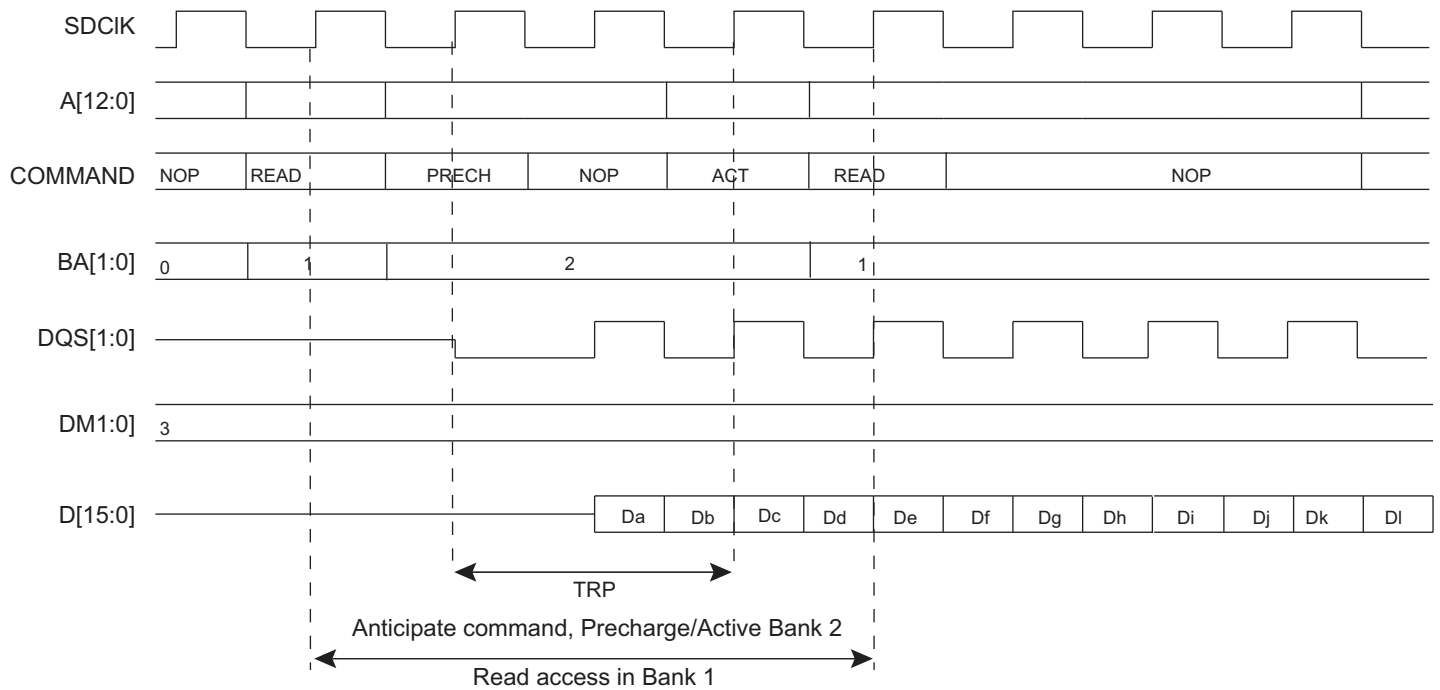 SDClK
A[12:0]
COMMAND NOP READ PRECH NOP ACT READ NOP
BA[1:0] 0 1 2 1
DQS[1:0]
DM1:0] 3
D[15:0] Da Db Dc Dd De Df Dg Dh Di Dj Dk Dl
TRP
Anticipate command, Precharge/Active Bank 2
Read access in Bank 1